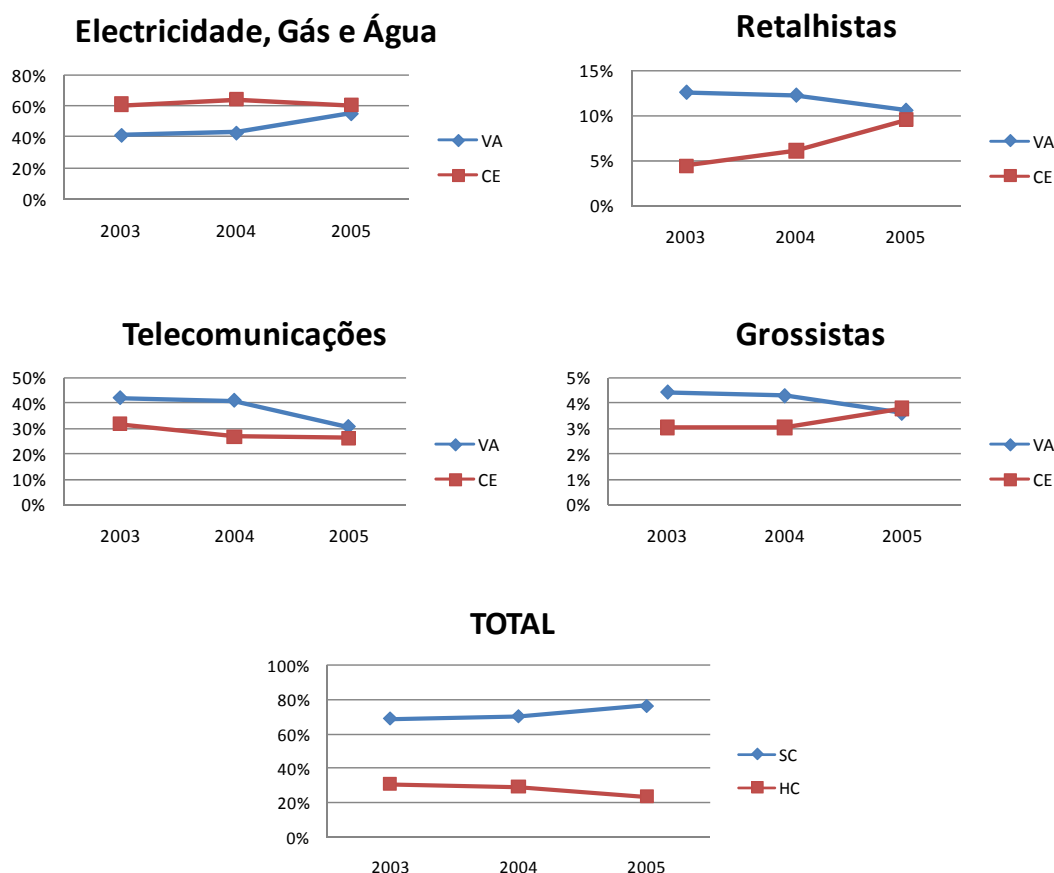 Electricidade, Gás e Água
80%
60%
40%
20%
0%
2003 2004 2005
VA
CE
Retalhistas
15%
10%
5%
0%
2003 2004 2005
VA
CE
Telecomunicações
50%
40%
30%
20%
10%
0%
2003 2004 2005
VA
CE
Grossistas
5%
4%
3%
2%
1%
0%
2003 2004 2005
VA
CE
TOTAL
100%
80%
60%
40%
20%
0%
2003 2004 2005
SC
HC